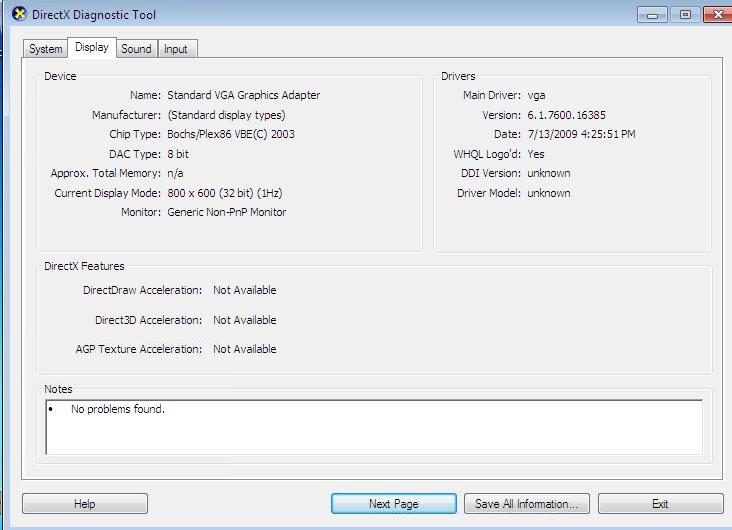 DirectX Diagnostic Tool
System Display Sound Input
Device
Name: Standard VGA Graphics Adapter
Manufacturer: (Standard display types)
Chip Type: Bochs/Plex86 VBE(C) 2003
DAC Type: 8 bit
Approx. Total Memory: n/a
Current Display Mode: 800 x 600 (32 bit) (1Hz)
Monitor: Generic Non-PnP Monitor
Drivers
Main Driver: vga
Version: 6.1.7600.16385
Date: 7/13/2009 4:25:51 PM
WHQL Logo'd: Yes
DDI Version: unknown
Driver Model: unknown
DirectX Features
DirectDraw Acceleration: Not Available
Direct3D Acceleration: Not Available
AGP Texture Acceleration: Not Available
Notes
• No problems found.
Help Next Page Save All Information... Exit